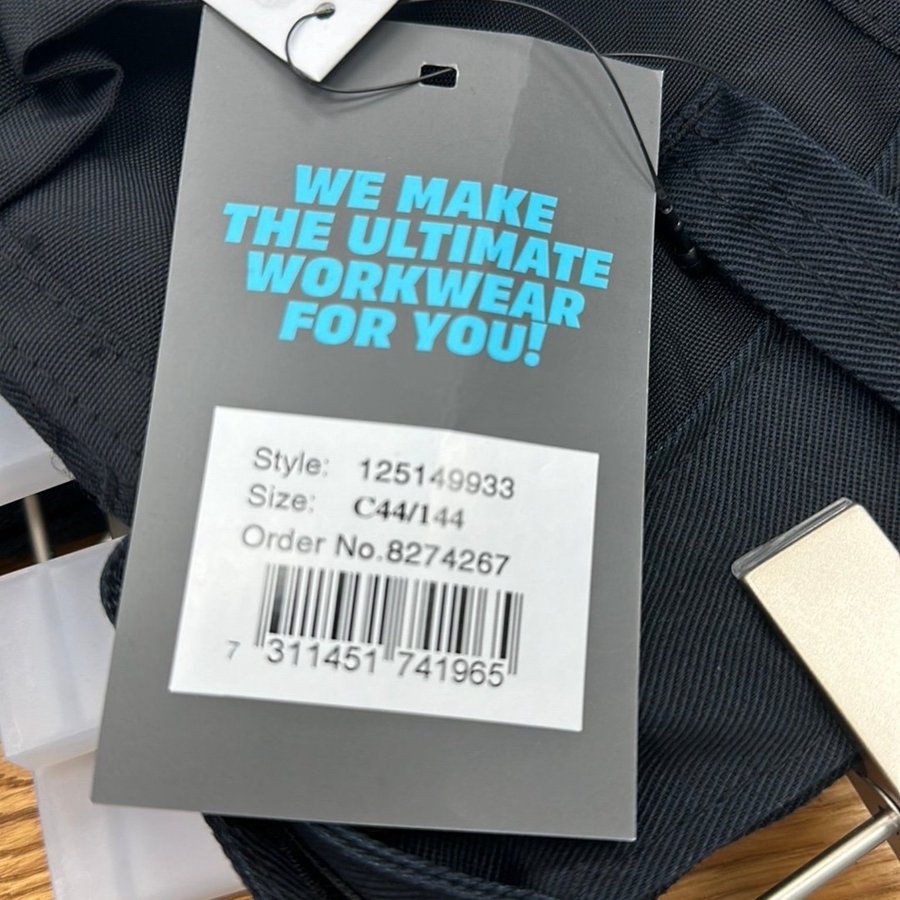 WE MAKE
THE ULTIMATE
WORKWEAR
FOR YOU!
Style: 125149933
Size: C44/144
Order No.8274267
7 311451 741965